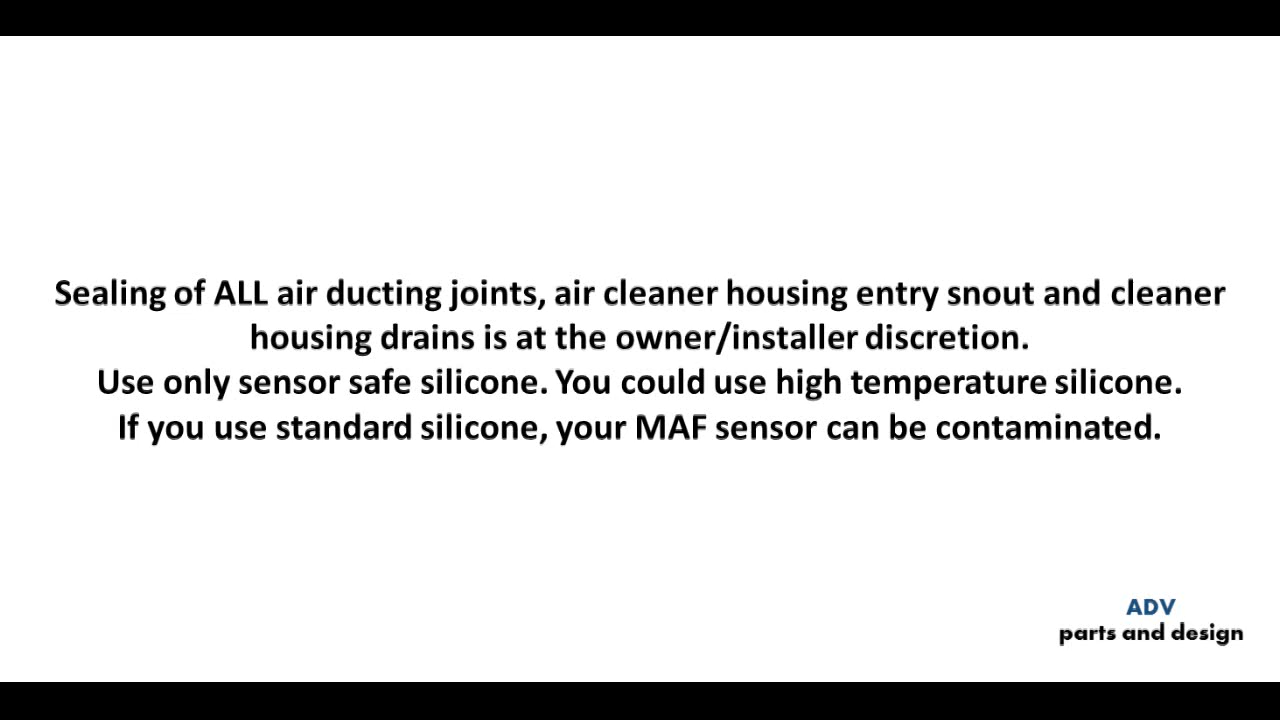 Sealing of ALL air ducting joints, air cleaner housing entry snout and cleaner
housing drains is at the owner/installer discretion.
Use only sensor safe silicone. You could use high temperature silicone.
If you use standard silicone, your MAF sensor can be contaminated.
ADV
parts and design